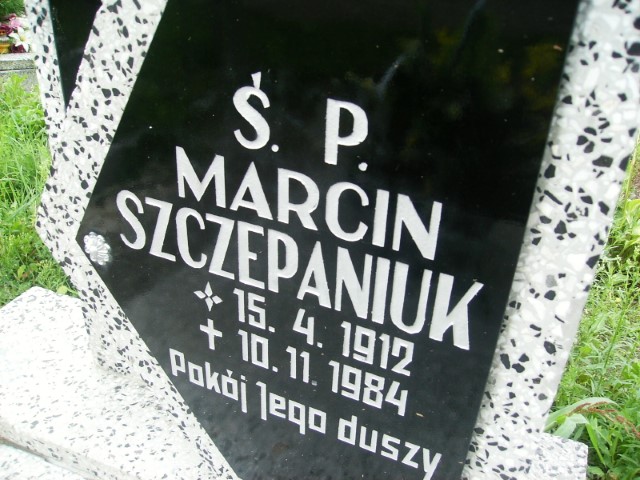 Ś. P.
MARCIN
SZCZEPANIUK
15. 4. 1912
10. 11. 1984
Pokój Jego duszy